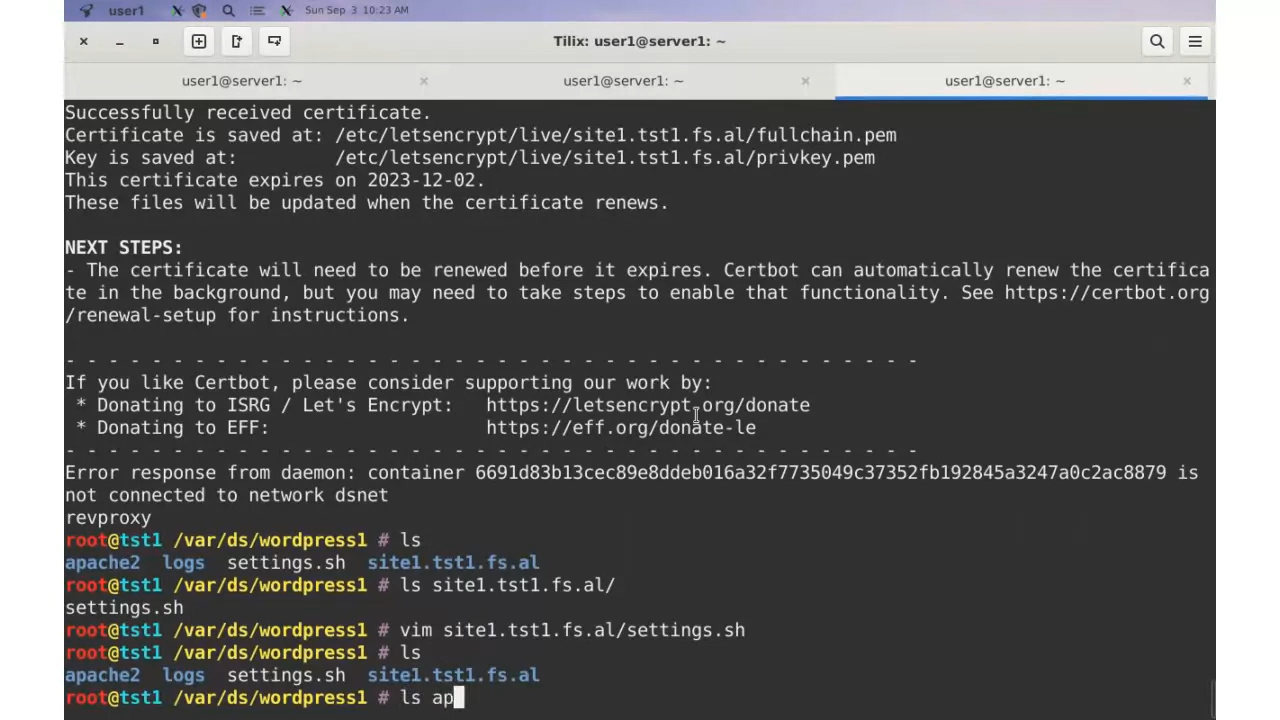 user1 Sun Sep 3 10:23 AM
Tilix: user1@server1: ~
user1@server1: ~ user1@server1: ~ user1@server1: ~
Successfully received certificate.
Certificate is saved at: /etc/letsencrypt/live/site1.tst1.fs.al/fullchain.pem
Key is saved at: /etc/letsencrypt/live/site1.tst1.fs.al/privkey.pem
This certificate expires on 2023-12-02.
These files will be updated when the certificate renews.
NEXT STEPS:
- The certificate will need to be renewed before it expires. Certbot can automatically renew the certifica
te in the background, but you may need to take steps to enable that functionality. See https://certbot.org
/renewal-setup for instructions.
- - - - - - - - - - - - - - - - - - - - - - - - - - - - - - - - - - - - - - - -
If you like Certbot, please consider supporting our work by:
* Donating to ISRG / Let's Encrypt: https://letsencrypt.org/donate
* Donating to EFF: https://eff.org/donate-le
- - - - - - - - - - - - - - - - - - - - - - - - - - - - - - - - - - - - - - - -
Error response from daemon: container 6691d83b13cec89e8ddeb016a32f7735049c37352fb192845a3247a0c2ac8879 is
not connected to network dsnet
revproxy
root@tst1 /var/ds/wordpress1 # ls
apache2 logs settings.sh site1.tst1.fs.al
root@tst1 /var/ds/wordpress1 # ls site1.tst1.fs.al/
settings.sh
root@tst1 /var/ds/wordpress1 # vim site1.tst1.fs.al/settings.sh
root@tst1 /var/ds/wordpress1 # ls
apache2 logs settings.sh site1.tst1.fs.al
root@tst1 /var/ds/wordpress1 # ls ap